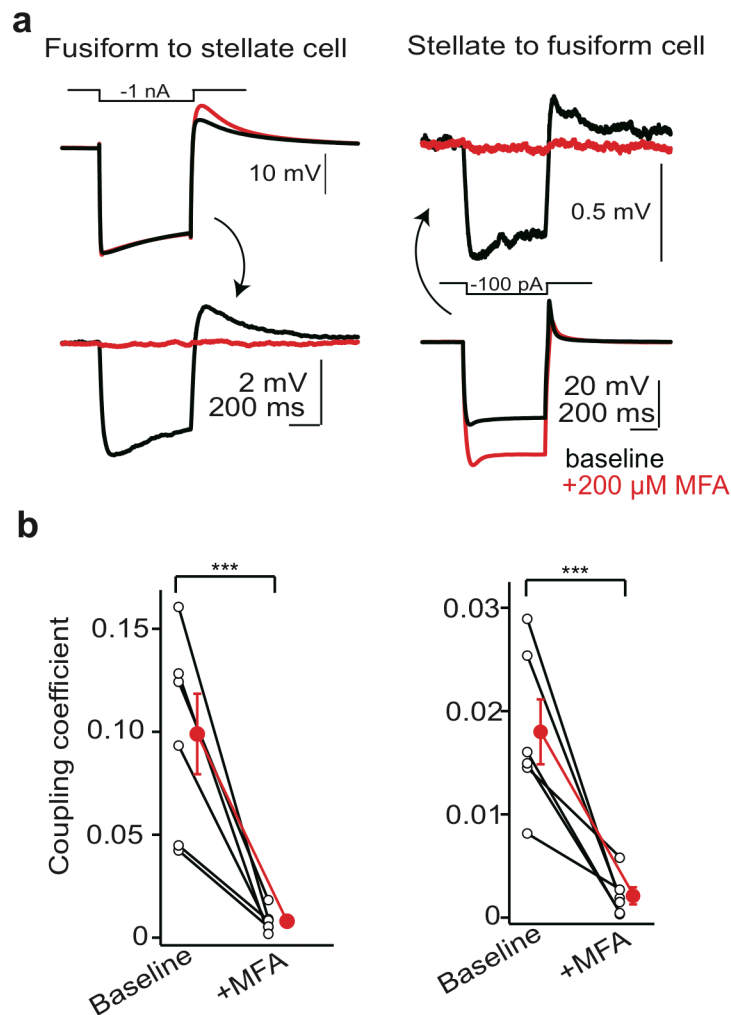 a
Fusiform to stellate cell
Stellate to fusiform cell
-1 nA
10 mV
0.5 mV
-100 pA
2 mV
200 ms
20 mV
200 ms
baseline
+200 µM MFA
b
***
***
Coupling coefficient
0.15
0.10
0.05
0
Baseline
+MFA
0.03
0.02
0.01
0
Baseline
+MFA